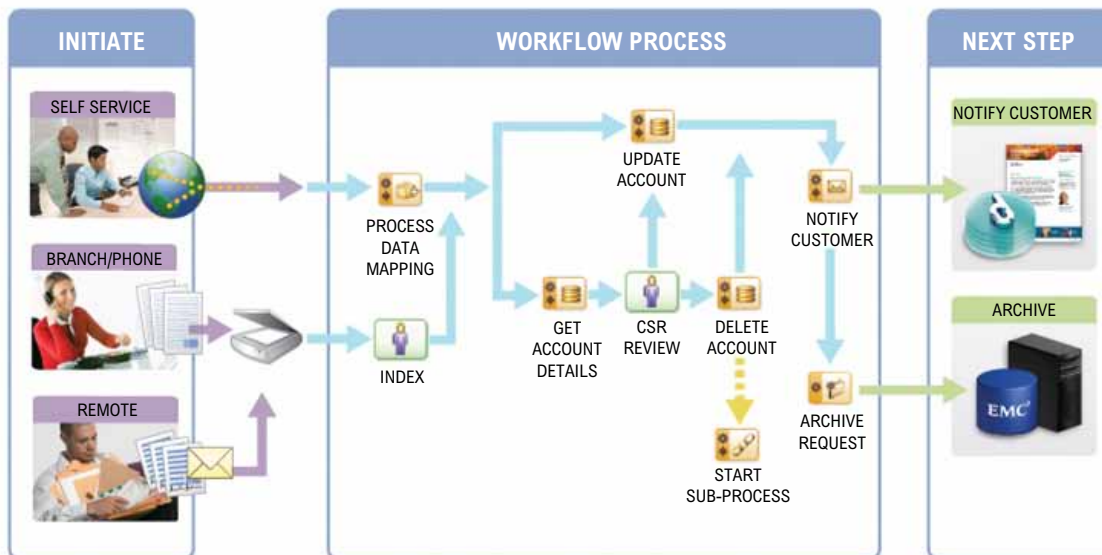 INITIATE
WORKFLOW PROCESS
NEXT STEP
SELF SERVICE
BRANCH/PHONE
REMOTE
PROCESS
DATA
MAPPING
INDEX
UPDATE
ACCOUNT
GET
ACCOUNT
DETAILS
CSR
REVIEW
DELETE
ACCOUNT
START
SUB-PROCESS
NOTIFY
CUSTOMER
ARCHIVE
REQUEST
NOTIFY CUSTOMER
d
ARCHIVE
EMC²